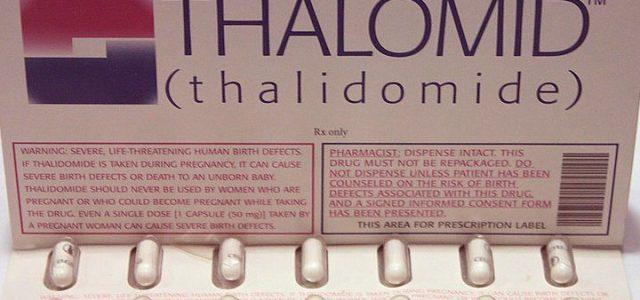 THALOMID™
(thalidomide)
Rx only
WARNING: SEVERE, LIFE-THREATENING HUMAN BIRTH DEFECTS.
IF THALIDOMIDE IS TAKEN DURING PREGNANCY, IT CAN CAUSE
SEVERE BIRTH DEFECTS OR DEATH TO AN UNBORN BABY.
THALIDOMIDE SHOULD NEVER BE USED BY WOMEN WHO ARE
PREGNANT OR WHO COULD BECOME PREGNANT WHILE TAKING
THE DRUG. EVEN A SINGLE DOSE [1 CAPSULE (50 mg)] TAKEN BY
A PREGNANT WOMAN CAN CAUSE SEVERE BIRTH DEFECTS.
PHARMACIST: DISPENSE INTACT. THIS
DRUG MUST NOT BE REPACKAGED. DO
NOT DISPENSE UNLESS PATIENT HAS BEEN
COUNSELED ON THE RISK OF BIRTH
DEFECTS ASSOCIATED WITH THIS DRUG,
AND A SIGNED INFORMED CONSENT FORM
HAS BEEN PRESENTED.
THIS AREA FOR PRESCRIPTION LABEL